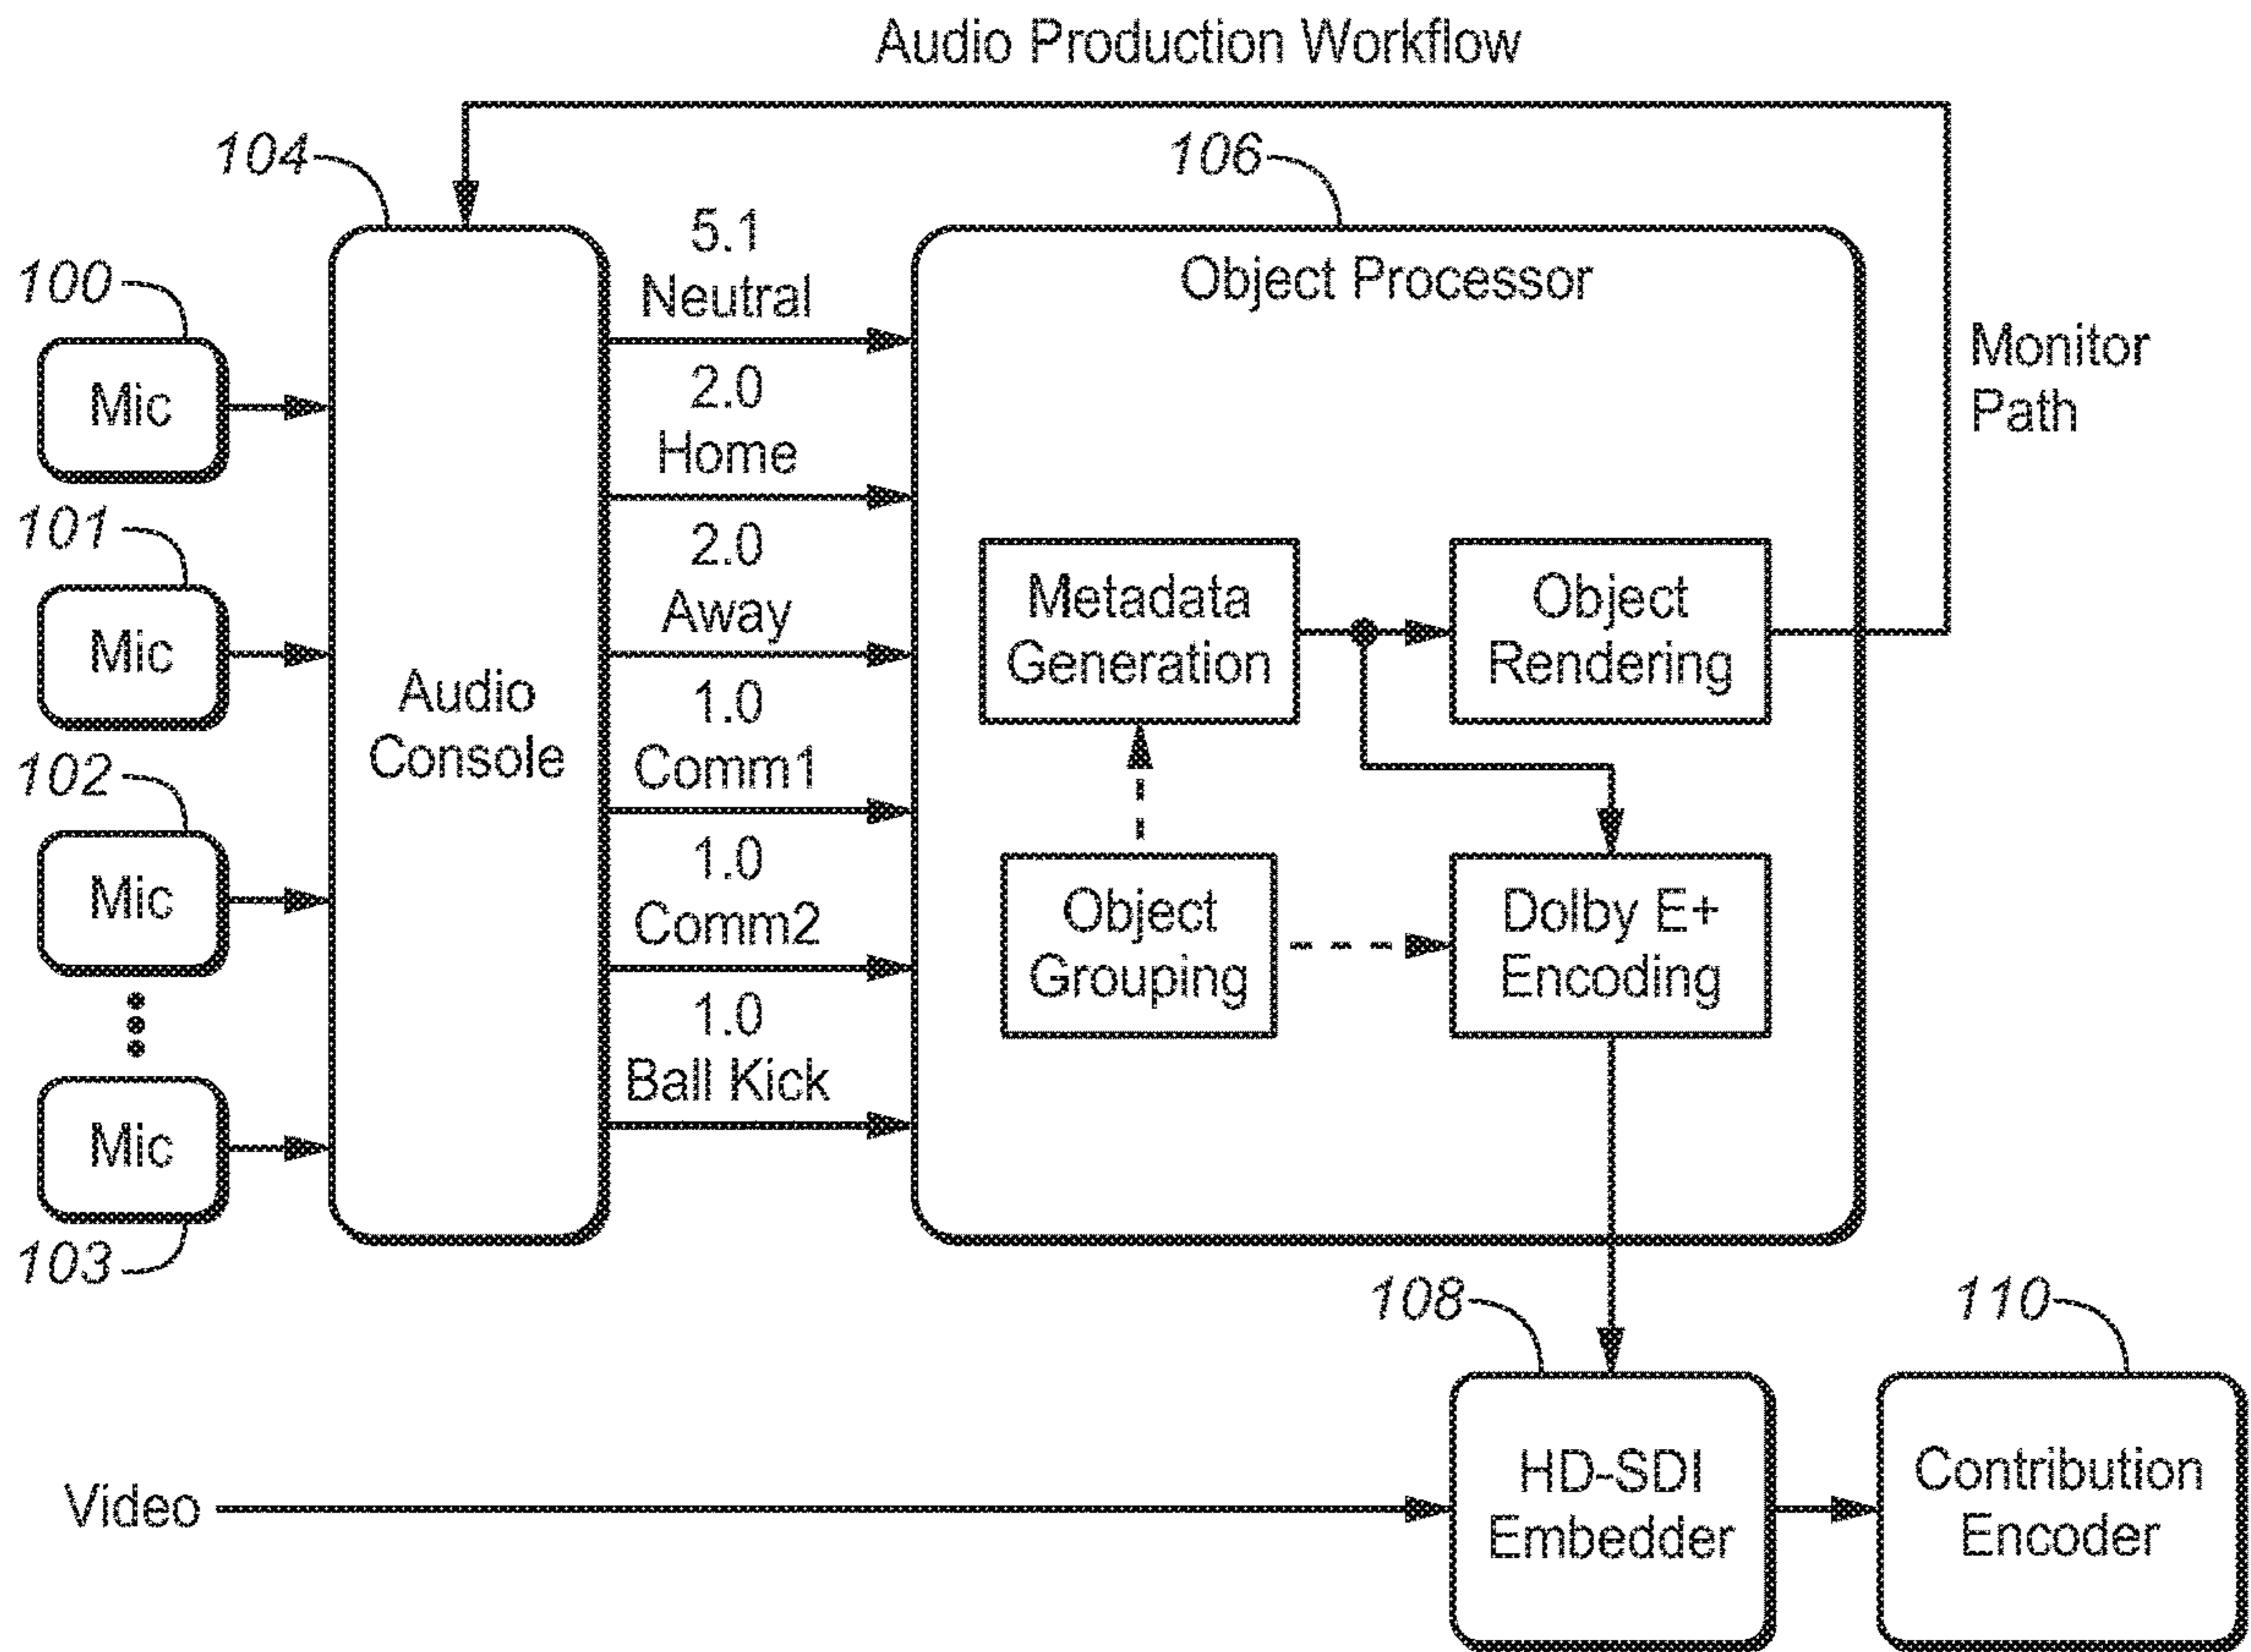 Audio Production Workflow
104
106
100
Mic
101
Mic
102
Mic
Mic
103
Audio
Console
5.1
Neutral
2.0
Home
2.0
Away
1.0
Comm1
1.0
Comm2
1.0
Ball Kick
Object Processor
Metadata
Generation
Object
Rendering
Object
Grouping
Dolby E+
Encoding
Monitor
Path
108
110
Video
HD-SDI
Embedder
Contribution
Encoder